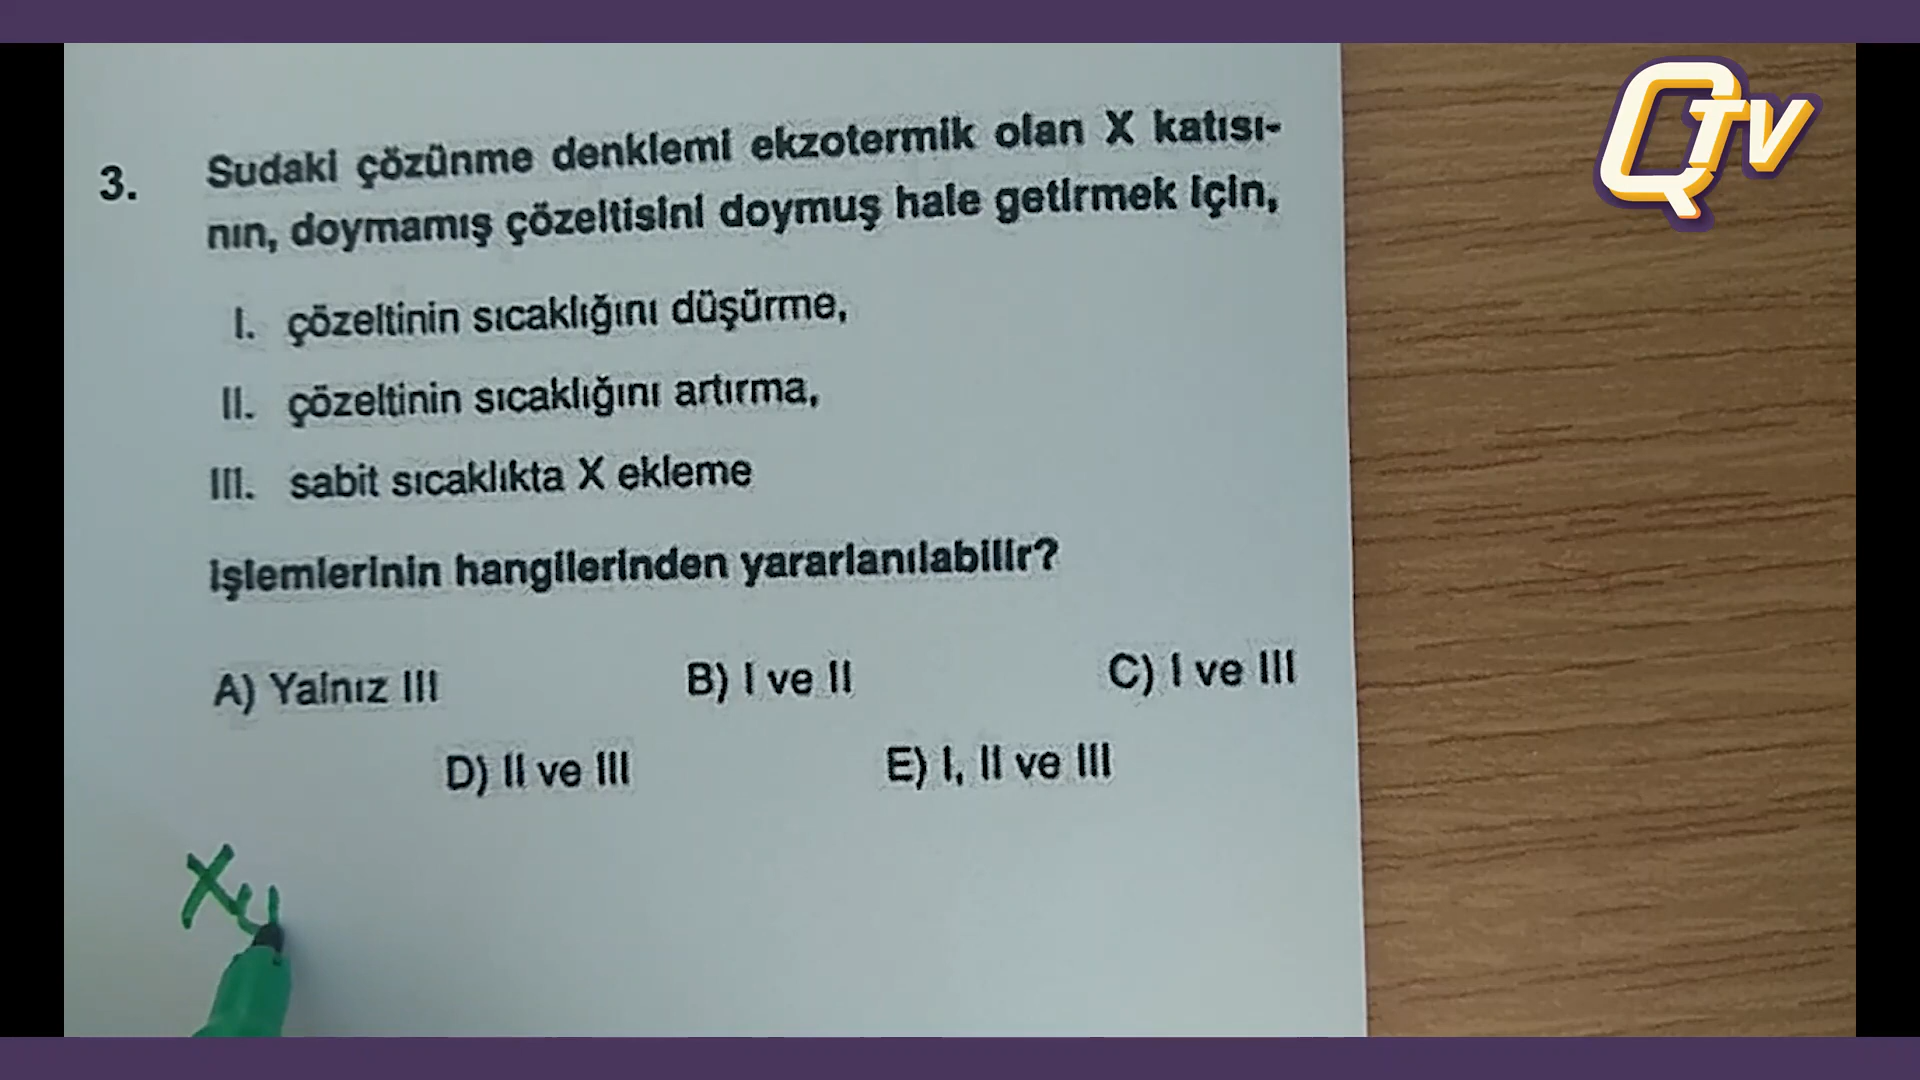 QTV
3. Sudaki çözünme denklemi ekzotermik olan X katısı-
nın, doymamış çözeltisini doymuş hale getirmek için,
I. çözeltinin sıcaklığını düşürme,
II. çözeltinin sıcaklığını artırma,
III. sabit sıcaklıkta X ekleme
işlemlerinin hangilerinden yararlanılabilir?
A) Yalnız III B) I ve II C) I ve III
D) II ve III E) I, II ve III
X